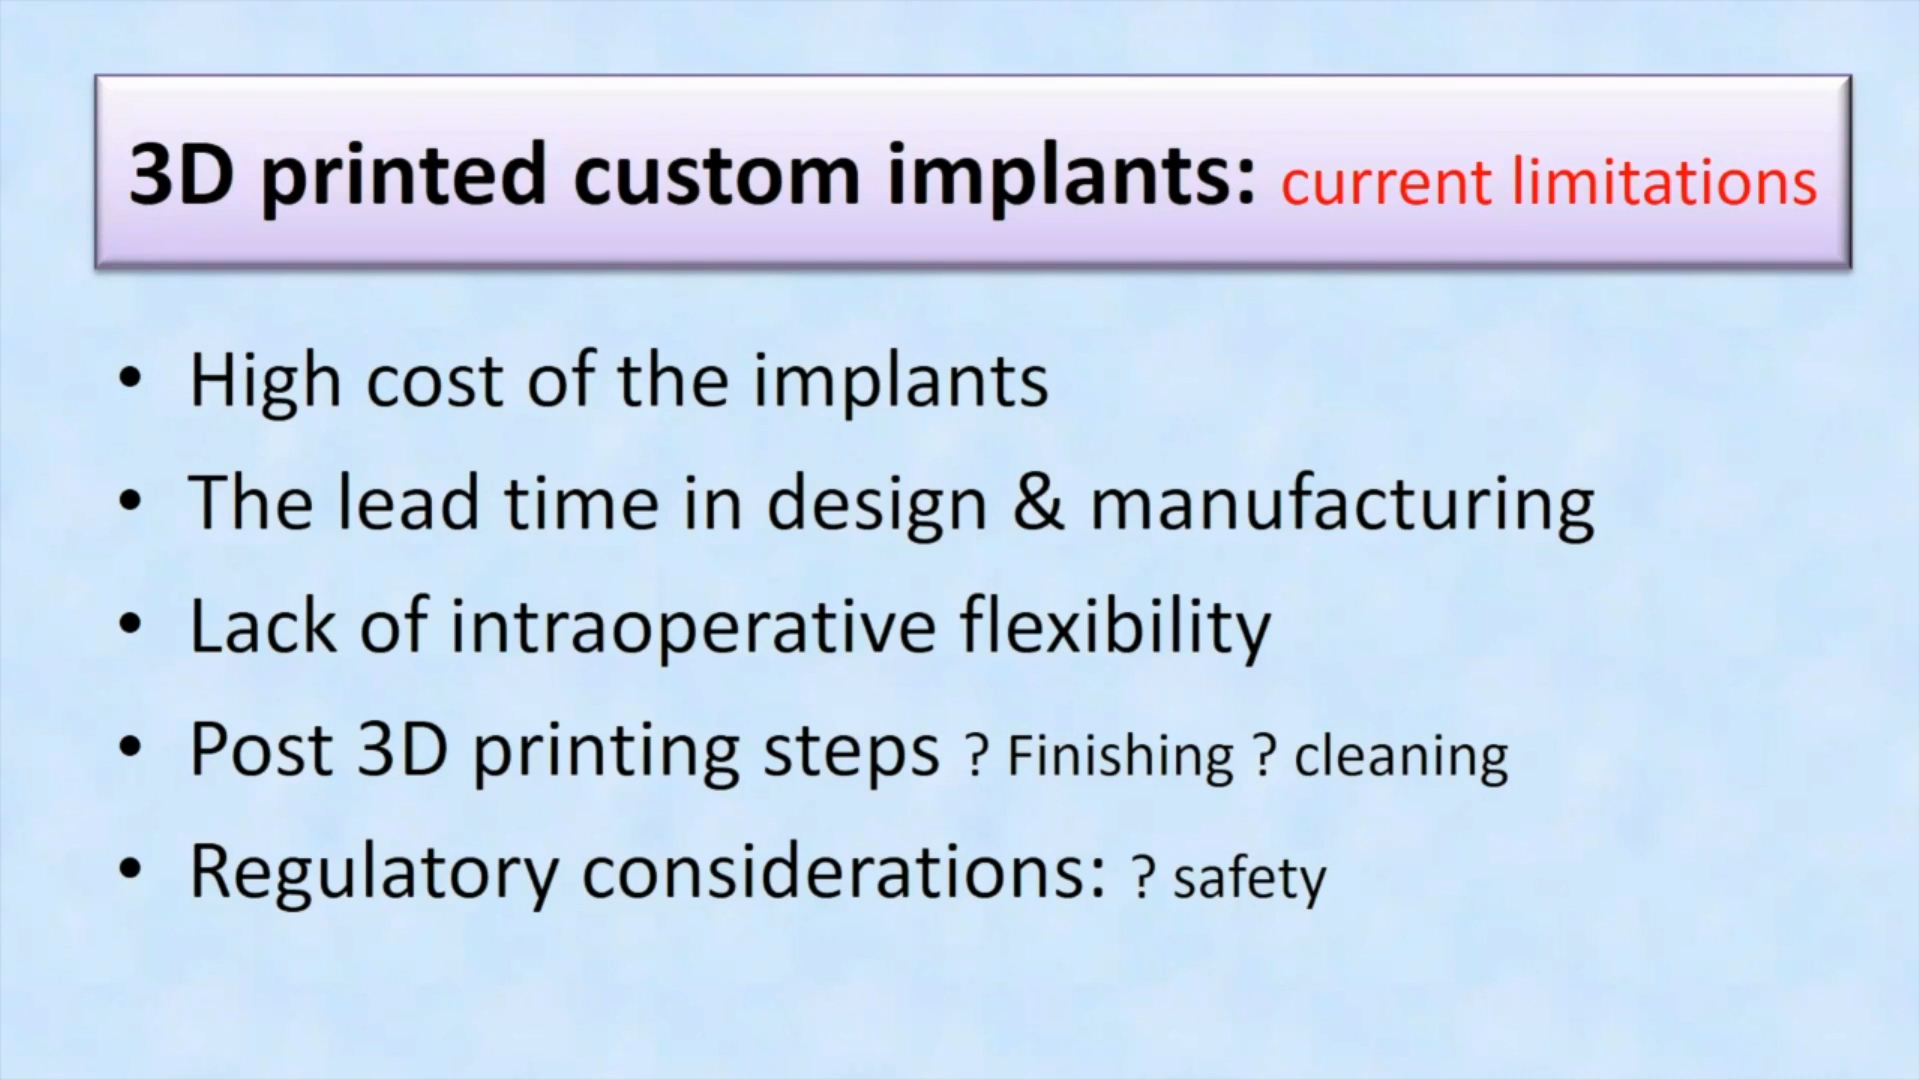 3D printed custom implants: current limitations
• High cost of the implants
• The lead time in design & manufacturing
• Lack of intraoperative flexibility
• Post 3D printing steps ? Finishing ? cleaning
• Regulatory considerations: ? safety